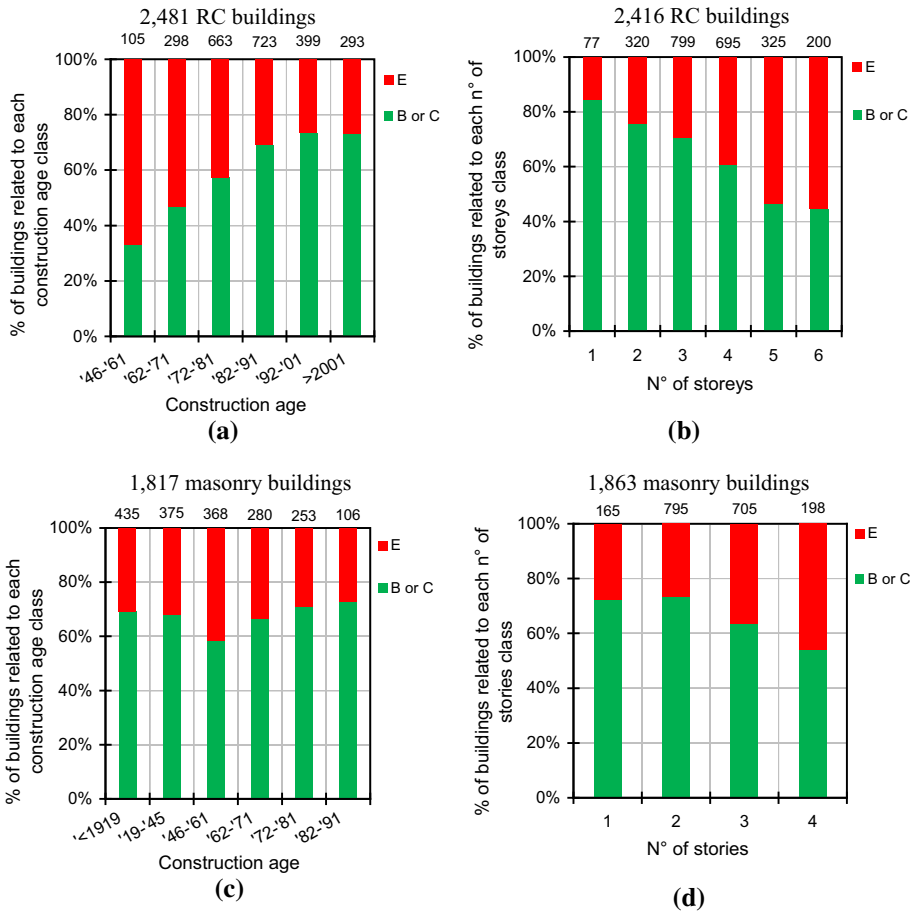 2,481 RC buildings
105 298 663 723 399 293
% of buildings related to each
construction age class
100%
80%
60%
40%
20%
0%
E
B or C
'46-'61 '62-'71 '72-'81 '82-'91 '92-'01 >2001
Construction age
(a)
2,416 RC buildings
77 320 799 695 325 200
% of buildings related to each n° of
storeys class
100%
80%
60%
40%
20%
0%
E
B or C
1 2 3 4 5 6
N° of storeys
(b)
1,817 masonry buildings
435 375 368 280 253 106
% of buildings related to each
construction age class
100%
80%
60%
40%
20%
0%
E
B or C
'<1919 '19-'45 '46-'61 '62-'71 '72-'81 '82-'91
Construction age
(c)
1,863 masonry buildings
165 795 705 198
% of buildings related to each n° of
stories class
100%
80%
60%
40%
20%
0%
E
B or C
1 2 3 4
N° of stories
(d)